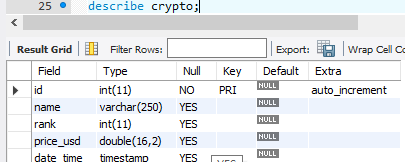 25 describe crypto;
Result Grid Filter Rows: Export: Wrap Cell Co
Field Type Null Key Default Extra
id int(11) NO PRI NULL auto_increment
name varchar(250) YES NULL
rank int(11) YES NULL
price_usd double(16,2) YES NULL
date_time timestamp YES NULL
YES